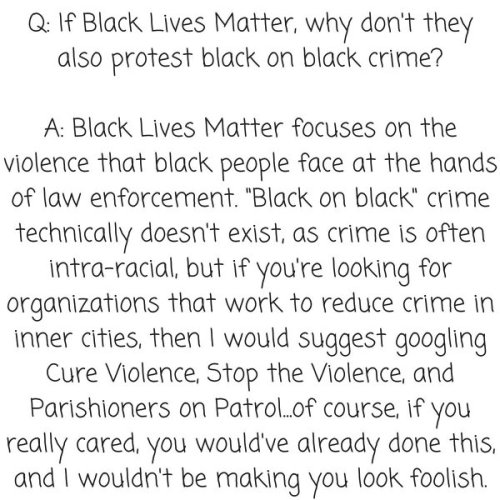 Q: If Black Lives Matter, why don't they
also protest black on black crime?
A: Black Lives Matter focuses on the
violence that black people face at the hands
of law enforcement. "Black on black" crime
technically doesn't exist, as crime is often
intra-racial, but if you're looking for
organizations that work to reduce crime in
inner cities, then I would suggest googling
Cure Violence, Stop the Violence, and
Parishioners on Patrol...of course, if you
really cared, you would've already done this,
and I wouldn't be making you look foolish.